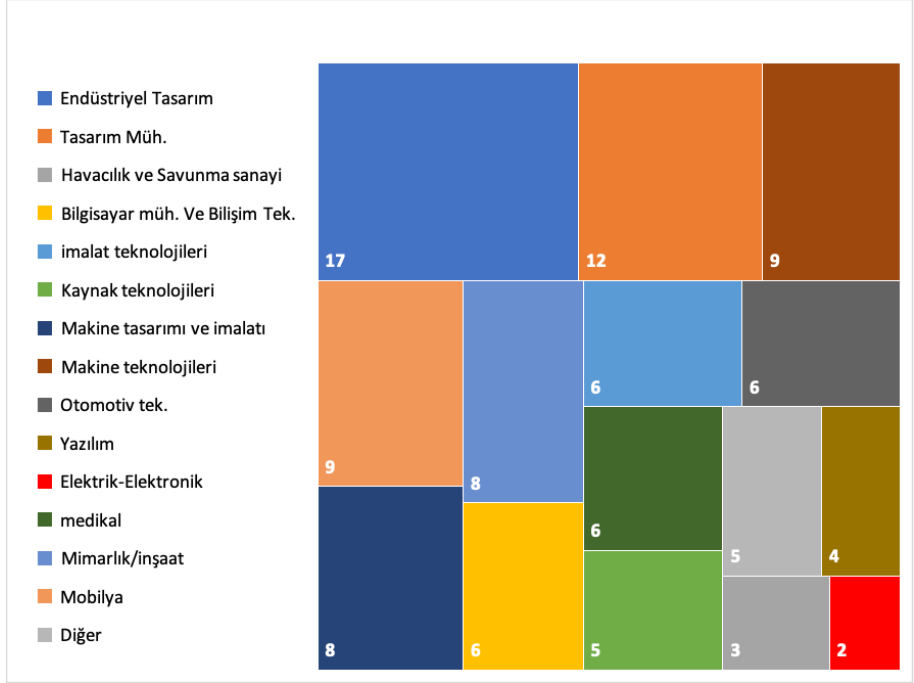 Endüstriyel Tasarım
Tasarım Müh.
Havacılık ve Savunma sanayi
Bilgisayar müh. Ve Bilişim Tek.
imalat teknolojileri
Kaynak teknolojileri
Makine tasarımı ve imalatı
Makine teknolojileri
Otomotiv tek.
Yazılım
Elektrik-Elektronik
medikal
Mimarlık/inşaat
Mobilya
Diğer
17
12
9
9
8
6
6
8
6
6
5
5
4
3
2